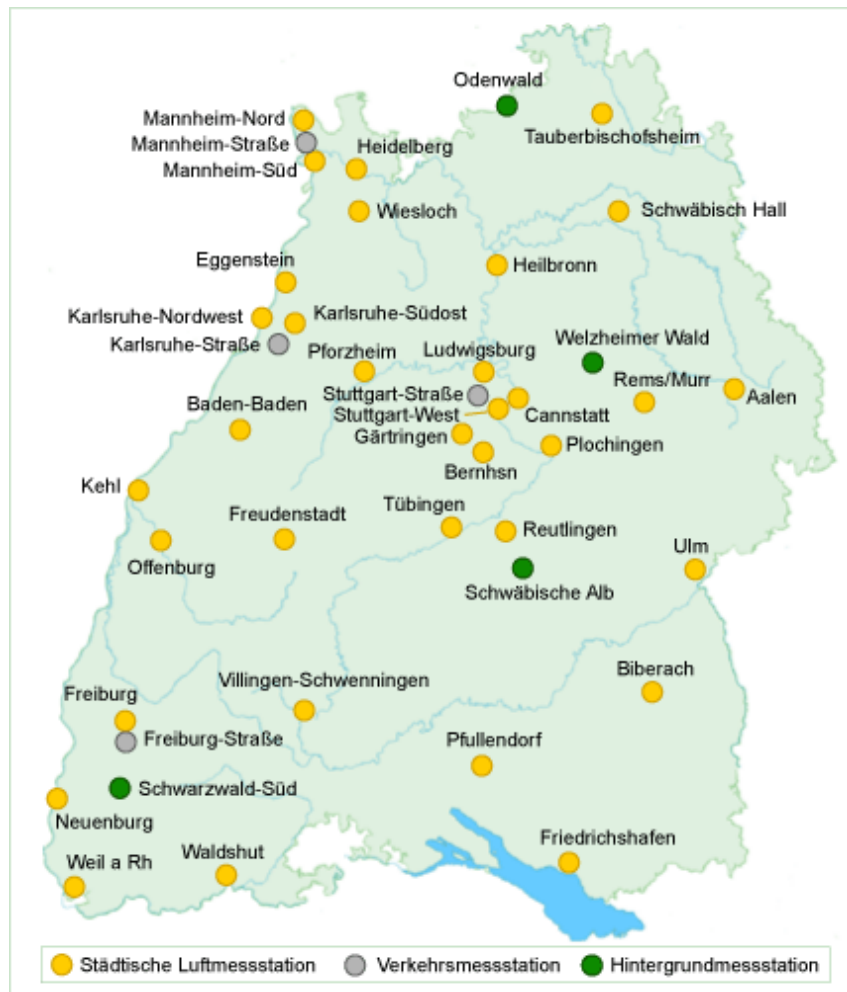 Odenwald
Mannheim-Nord
Mannheim-Straße
Heidelberg
Tauberbischofsheim
Mannheim-Süd
Wiesloch
Schwäbisch Hall
Eggenstein
Heilbronn
Karlsruhe-Nordwest
Karlsruhe-Südost
Karlsruhe-Straße
Pforzheim
Ludwigsburg
Welzheimer Wald
Stuttgart-Straße
Rems/Murr
Aalen
Baden-Baden
Stuttgart-West
Cannstatt
Gärtringen
Plochingen
Bernhsn
Kehl
Freudenstadt
Tübingen
Reutlingen
Offenburg
Ulm
Schwäbische Alb
Villingen-Schwenningen
Biberach
Freiburg
Freiburg-Straße
Pfullendorf
Schwarzwald-Süd
Neuenburg
Friedrichshafen
Weil a Rh
Waldshut
Städtische Luftmessstation
Verkehrsmessstation
Hintergrundmessstation